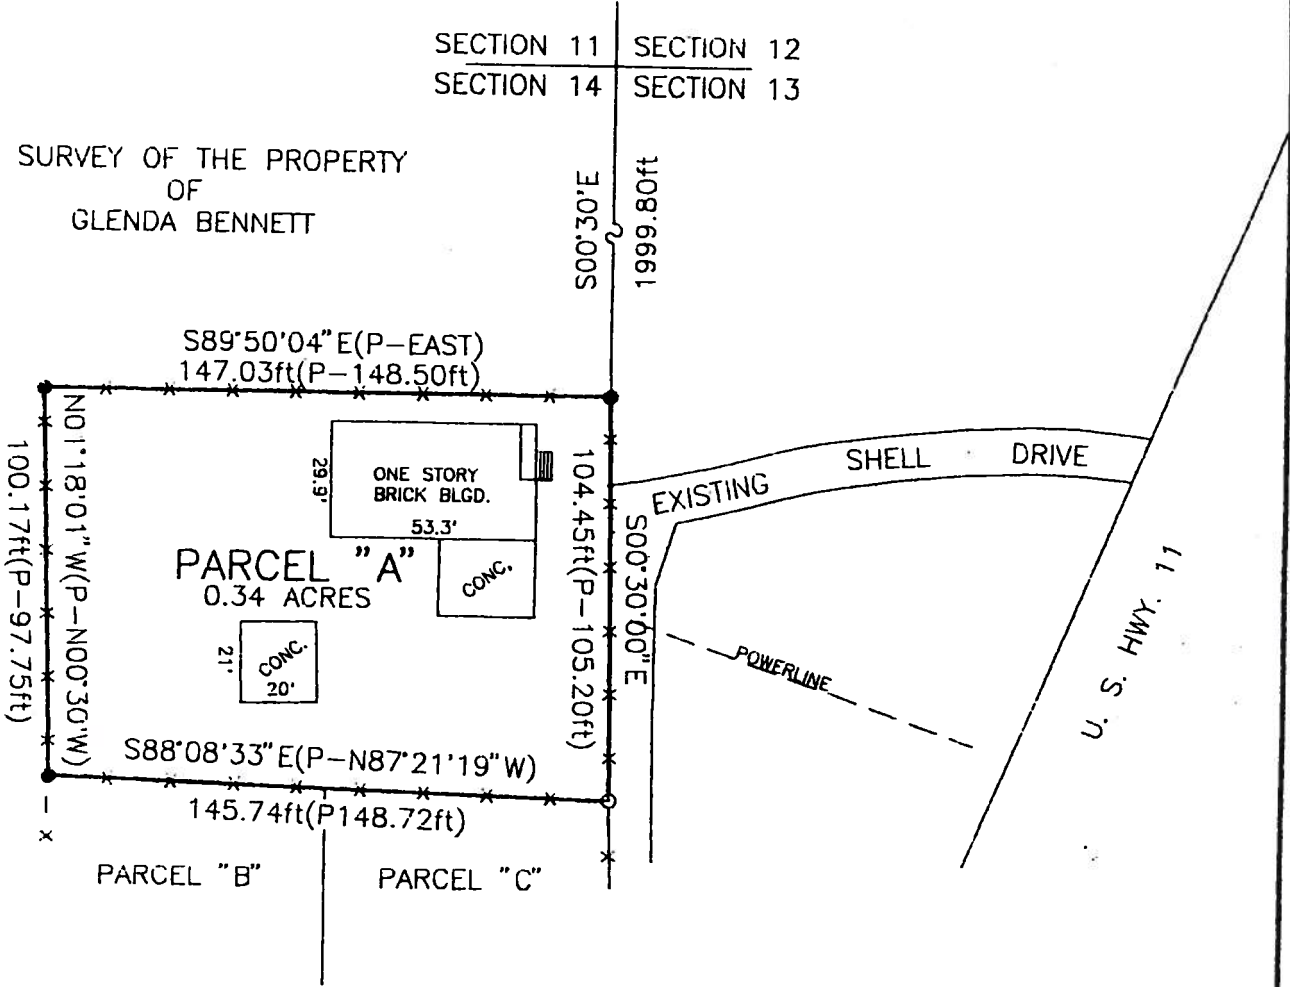 SECTION 11 SECTION 12
SECTION 14 SECTION 13
SURVEY OF THE PROPERTY
OF
GLENDA BENNETT
S00°30'E
1999.80ft
S89°50'04"E(P-EAST)
147.03ft(P-148.50ft)
N01°18'01"W(P-N00°30'W)
100.17ft(P-97.75ft)
29.9'
ONE STORY
BRICK BLGD.
53.3'
CONC.
PARCEL "A"
0.34 ACRES
21'
CONC.
20'
104.45ft(P-105.20ft)
S00°30'00"E
EXISTING SHELL DRIVE
POWERLINE
U. S. HWY. 11
S88°08'33"E(P-N87°21'19"W)
145.74ft(P148.72ft)
PARCEL "B"
PARCEL "C"